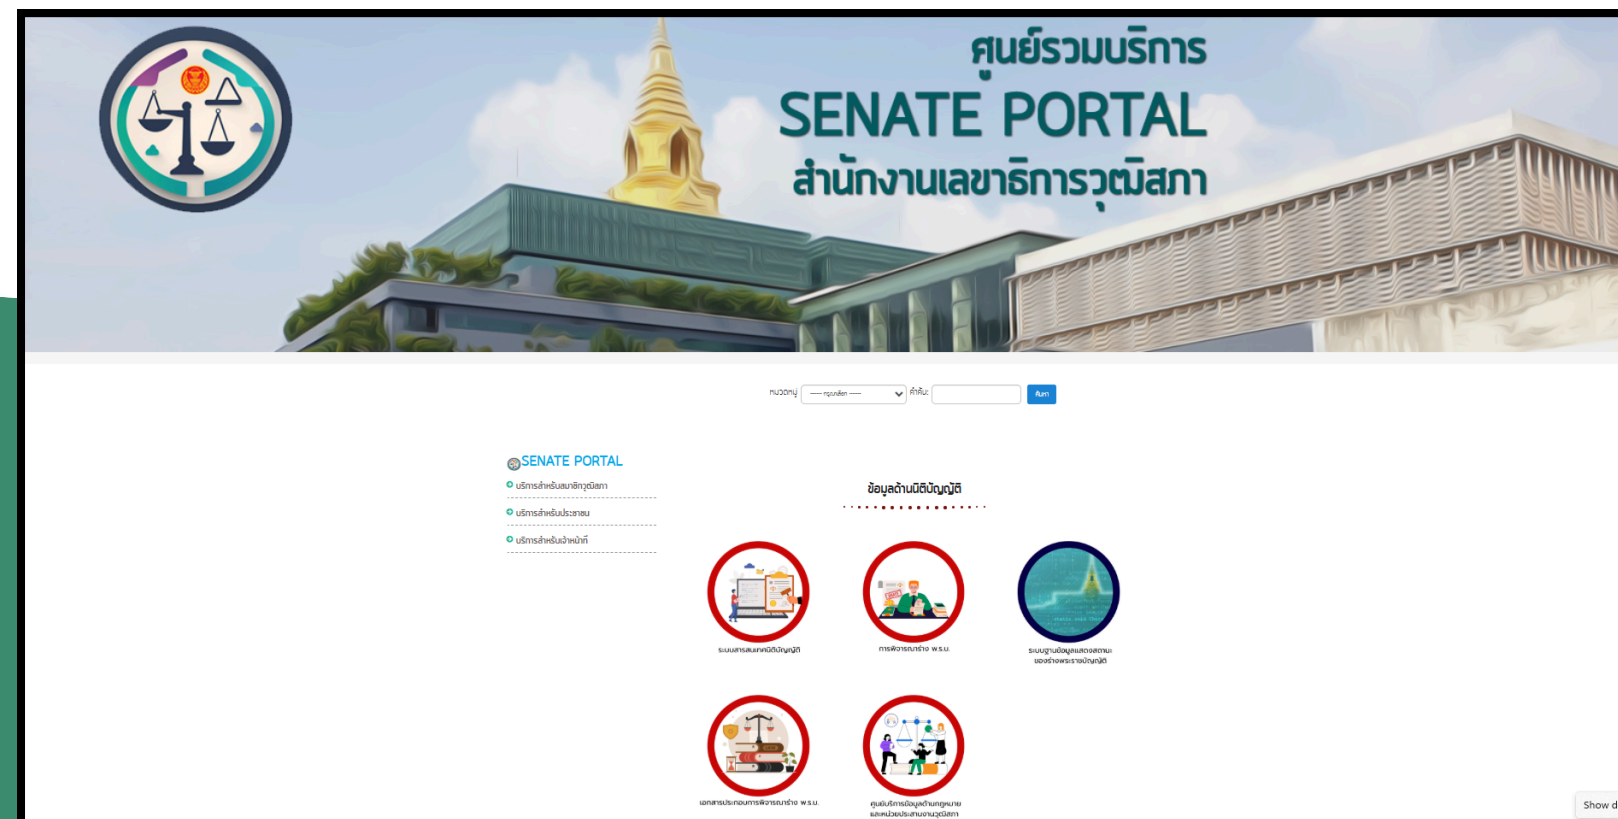 ศูนย์รวมบริการ
SENATE PORTAL
สำนักงานเลขาธิการวุฒิสภา
หมวดหมู่ ---- กรุณาเลือก ---- คำค้น: ค้นหา
SENATE PORTAL
บริการสำหรับสมาชิกวุฒิสภา
บริการสำหรับประชาชน
บริการสำหรับเจ้าหน้าที่
ข้อมูลด้านนิติบัญญัติ
ระบบสารสนเทศนิติบัญญัติ
การพิจารณาร่าง พ.ร.บ.
ระบบฐานข้อมูลแสดงสถานะ
ของร่างพระราชบัญญัติ
เอกสารประกอบการพิจารณาร่าง พ.ร.บ.
ศูนย์บริการข้อมูลด้านกฎหมาย
และหน่วยประสานงานวุฒิสภา
Show d